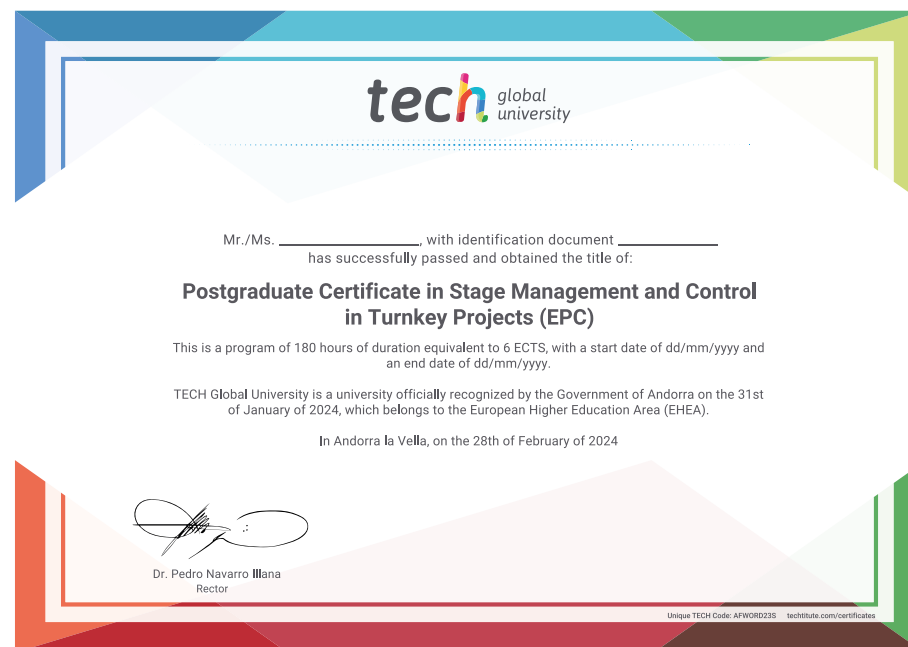 tech global
university
Mr./Ms. ____________________, with identification document ______________
has successfully passed and obtained the title of:
Postgraduate Certificate in Stage Management and Control
in Turnkey Projects (EPC)
This is a program of 180 hours of duration equivalent to 6 ECTS, with a start date of dd/mm/yyyy and
an end date of dd/mm/yyyy.
TECH Global University is a university officially recognized by the Government of Andorra on the 31st
of January of 2024, which belongs to the European Higher Education Area (EHEA).
In Andorra la Vella, on the 28th of February of 2024
Dr. Pedro Navarro Illana
Rector
Unique TECH Code: AFWORD23S techtitute.com/certificates